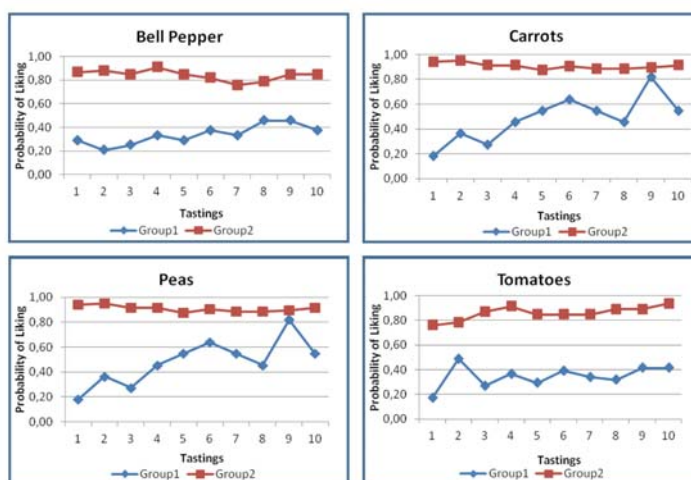 Bell Pepper
Probability of Liking
1,00
0,80
0,60
0,40
0,20
0,00
1 2 3 4 5 6 7 8 9 10
Tastings
Group1 Group2
Carrots
Probability of Liking
1,00
0,80
0,60
0,40
0,20
0,00
1 2 3 4 5 6 7 8 9 10
Tastings
Group1 Group2
Peas
Probability of Liking
1,00
0,80
0,60
0,40
0,20
0,00
1 2 3 4 5 6 7 8 9 10
Tastings
Group1 Group2
Tomatoes
Probability of Liking
1,00
0,80
0,60
0,40
0,20
0,00
1 2 3 4 5 6 7 8 9 10
Tastings
Group1 Group2